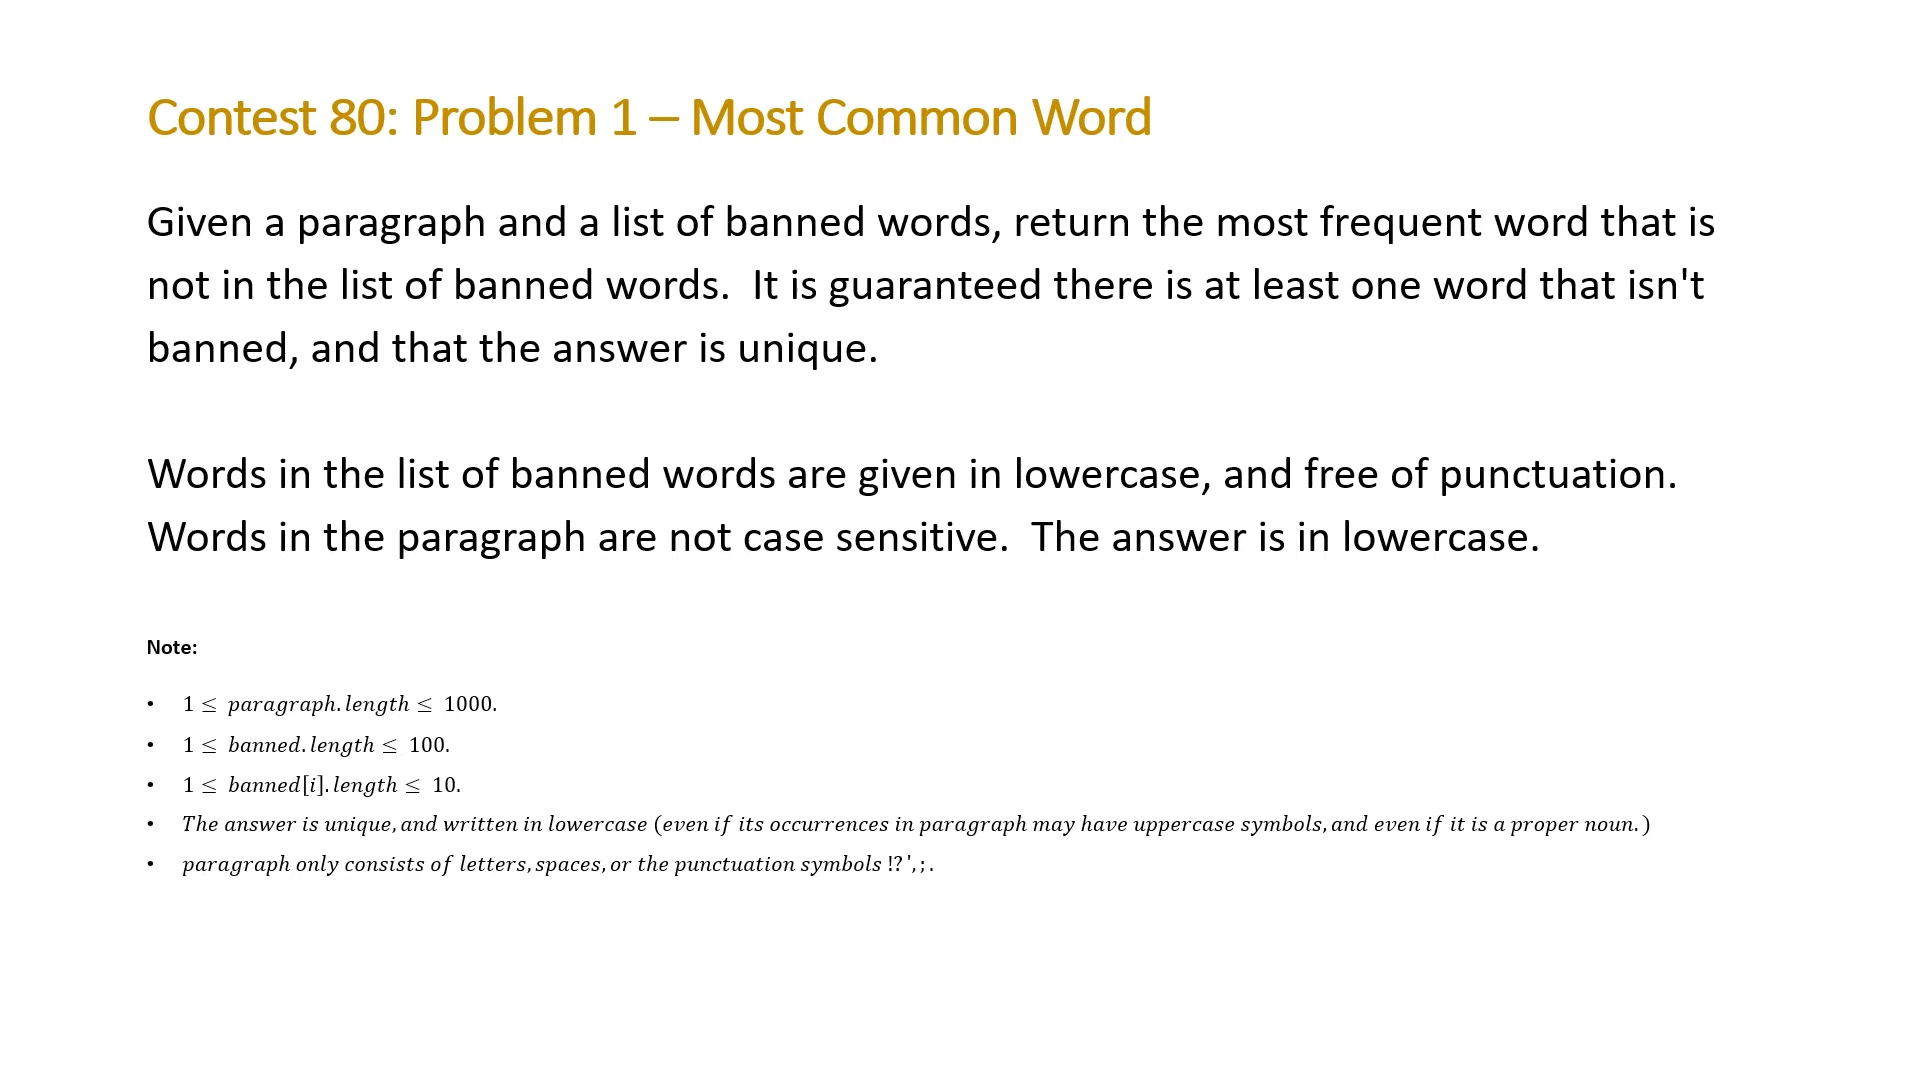 Contest 80: Problem 1 – Most Common Word
Given a paragraph and a list of banned words, return the most frequent word that is
not in the list of banned words.  It is guaranteed there is at least one word that isn't
banned, and that the answer is unique.
Words in the list of banned words are given in lowercase, and free of punctuation.
Words in the paragraph are not case sensitive.  The answer is in lowercase.
Note:
• 1 ≤ paragraph.length ≤ 1000.
• 1 ≤ banned.length ≤ 100.
• 1 ≤ banned[i].length ≤ 10.
• The answer is unique, and written in lowercase (even if its occurrences in paragraph may have uppercase symbols, and even if it is a proper noun.)
• paragraph only consists of letters, spaces, or the punctuation symbols !?',;.